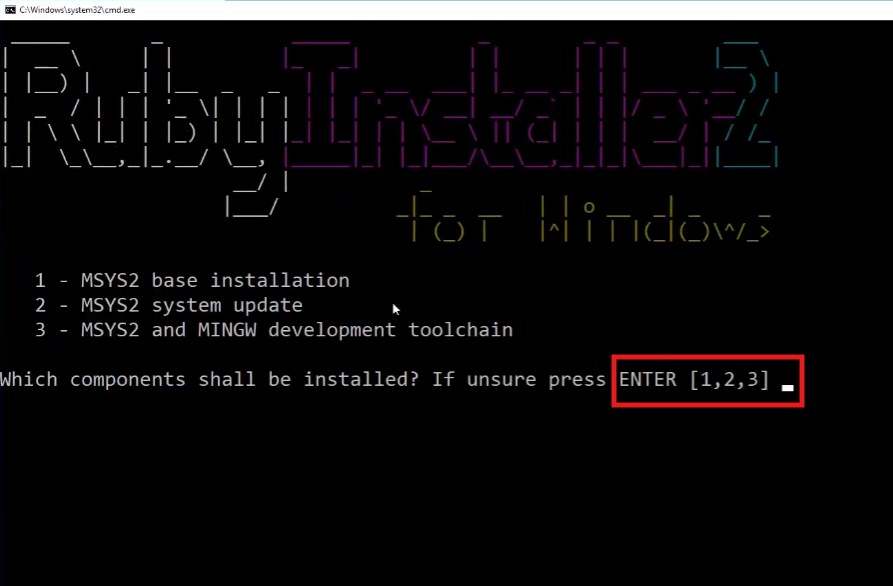 C:\Windows\system32\cmd.exe
RubyInstaller2
for Windows
1 - MSYS2 base installation
2 - MSYS2 system update
3 - MSYS2 and MINGW development toolchain
Which components shall be installed? If unsure press ENTER [1,2,3]